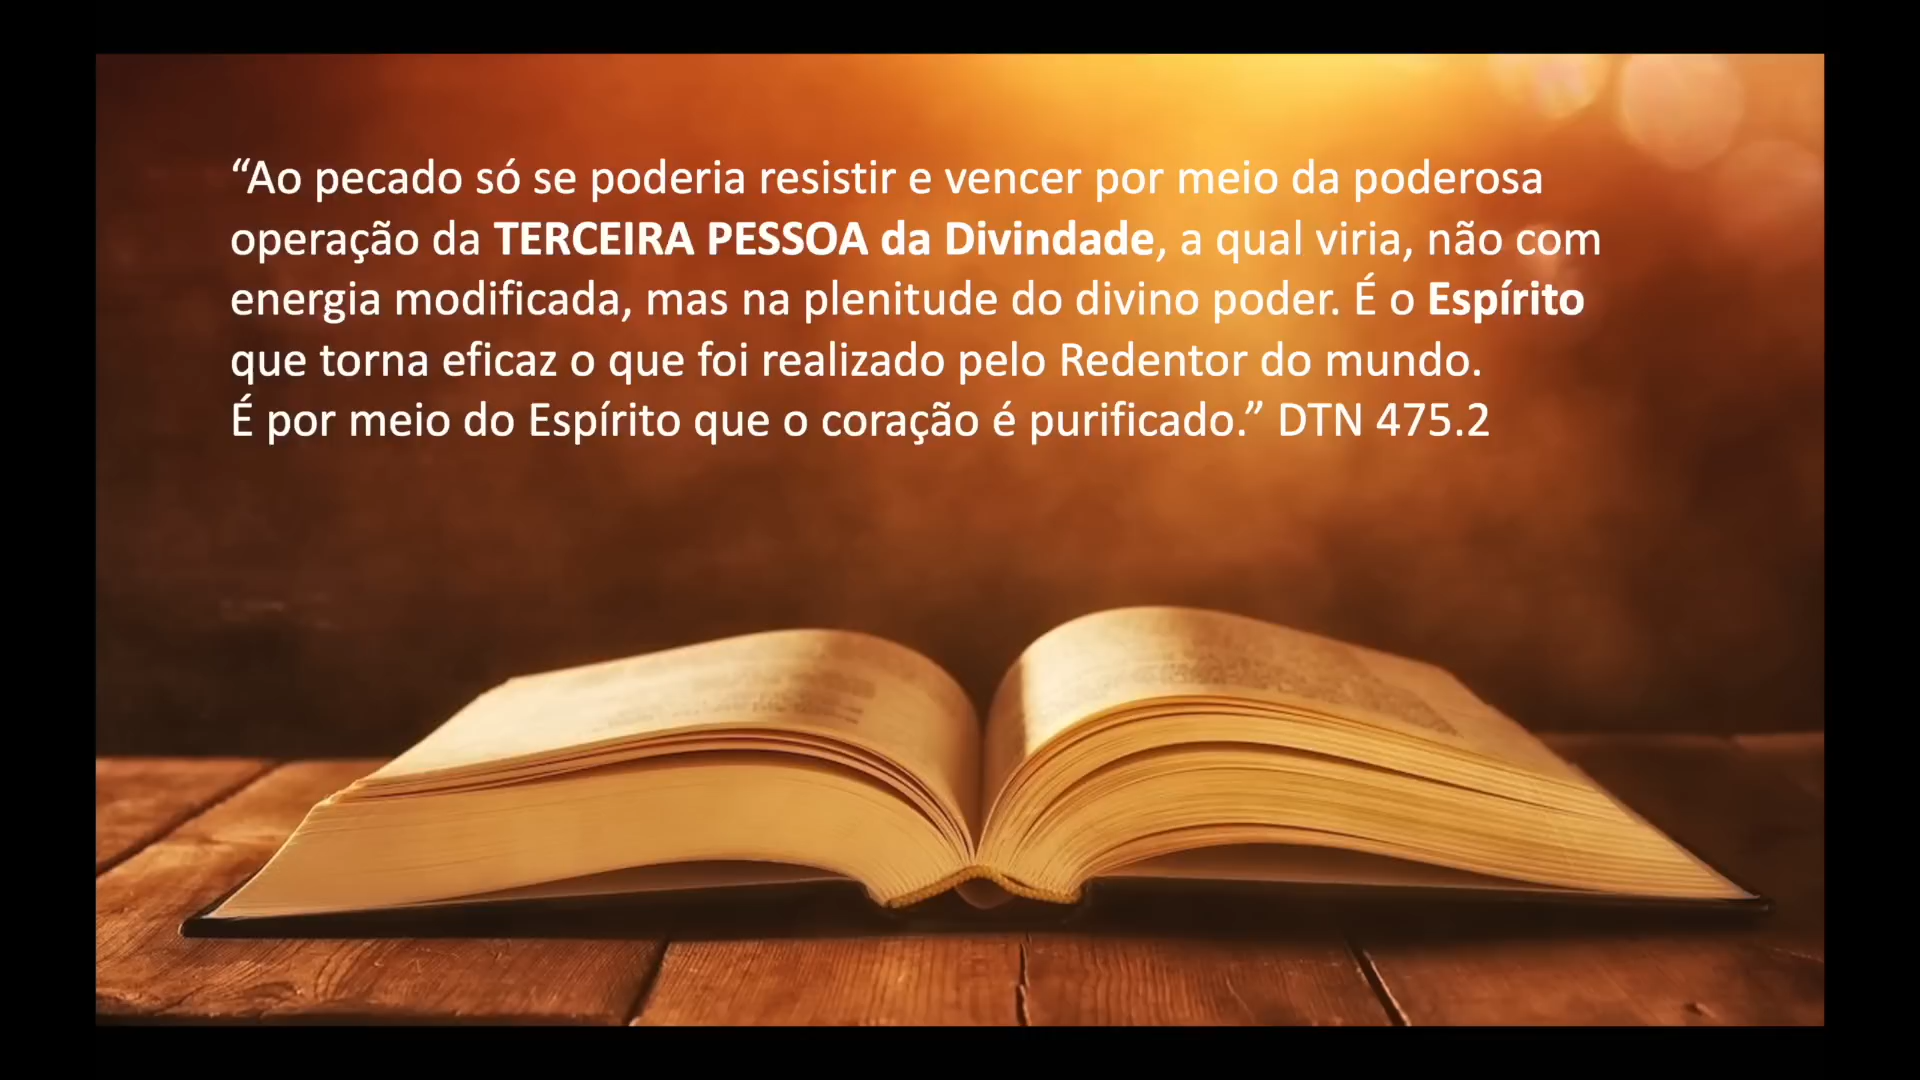 “Ao pecado só se poderia resistir e vencer por meio da poderosa
operação da TERCEIRA PESSOA da Divindade, a qual viria, não com
energia modificada, mas na plenitude do divino poder. É o Espírito
que torna eficaz o que foi realizado pelo Redentor do mundo.
É por meio do Espírito que o coração é purificado.” DTN 475.2